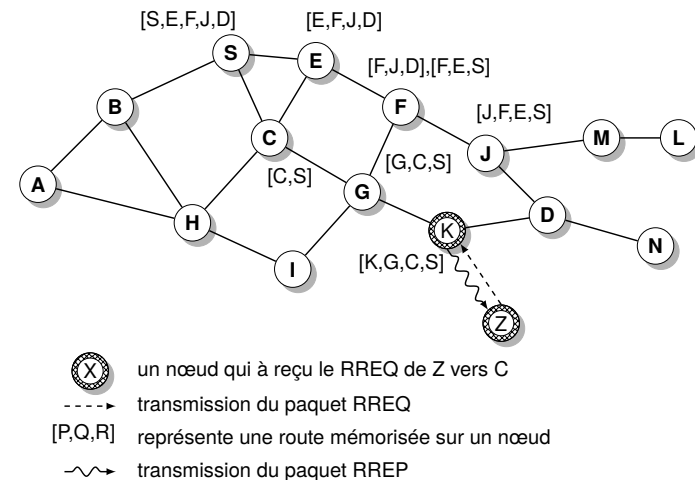 [S,E,F,J,D]
[E,F,J,D]
S
E
[F,J,D],[F,E,S]
B
F
[J,F,E,S]
C
M
L
J
[G,C,S]
[C,S]
A
G
H
D
K
N
I
[K,G,C,S]
Z
X un nœud qui à reçu le RREQ de Z vers C
transmission du paquet RREQ
[P,Q,R] représente une route mémorisée sur un nœud
transmission du paquet RREP